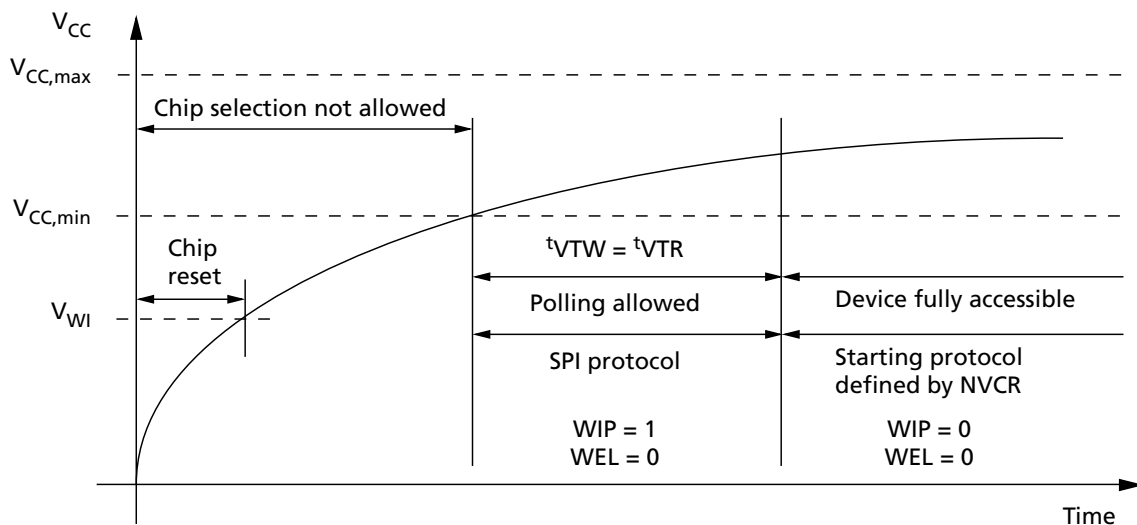 VCC
VCC,max
Chip selection not allowed
VCC,min
Chip
reset
tVTW = tVTR
Polling allowed
Device fully accessible
VWI
SPI protocol
Starting protocol
defined by NVCR
WIP = 1
WEL = 0
WIP = 0
WEL = 0
Time